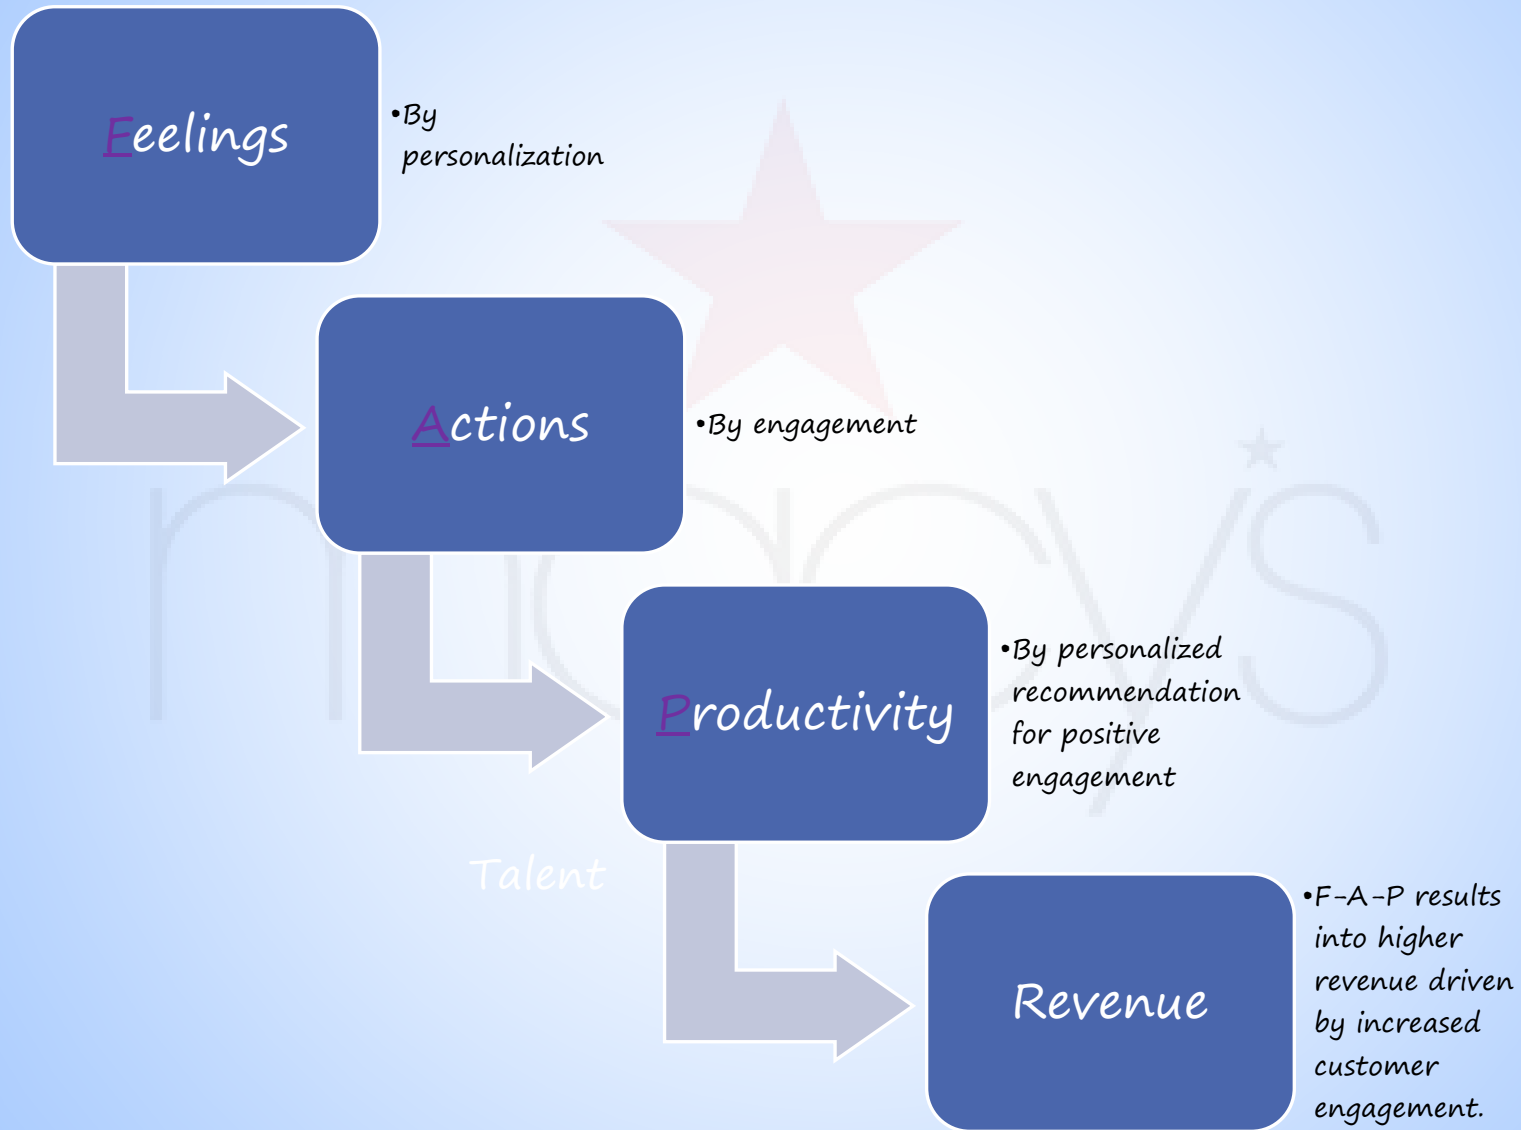 Feelings
•By
personalization
Actions
•By engagement
macy's
Productivity
•By personalized
recommendation
for positive
engagement
Talent
Revenue
•F-A-P results
into higher
revenue driven
by increased
customer
engagement.